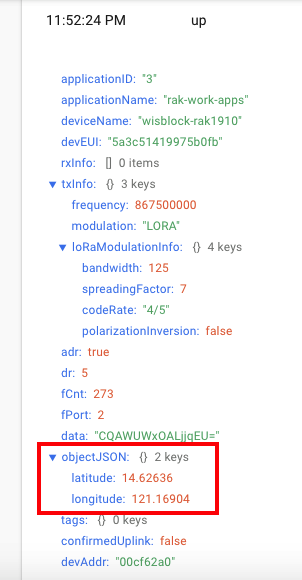 11:52:24 PM up
applicationID: "3"
applicationName: "rak-work-apps"
deviceName: "wisblock-rak1910"
devEUI: "5a3c51419975b0fb"
rxInfo: [] 0 items
txInfo: {} 3 keys
frequency: 867500000
modulation: "LORA"
loRaModulationInfo: {} 4 keys
bandwidth: 125
spreadingFactor: 7
codeRate: "4/5"
polarizationInversion: false
adr: true
dr: 5
fCnt: 273
fPort: 2
data: "CQAWUWxOALjjqEU="
objectJSON: {} 2 keys
latitude: 14.62636
longitude: 121.16904
tags: {} 0 keys
confirmedUplink: false
devAddr: "00cf62a0"